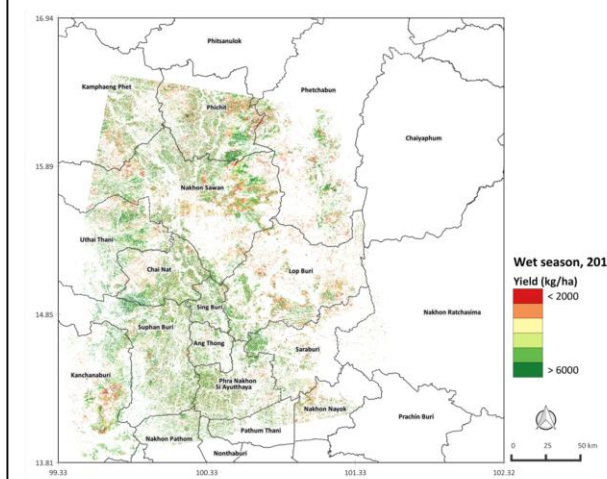 16.94
Phitsanulok
Kamphaeng Phet
Phetchabun
Phichit
Chaiyaphum
15.89
Nakhon Sawan
Uthai Thani
Chai Nat
Lop Buri
Wet season, 201
Yield (kg/ha)
< 2000
> 6000
14.85
Sing Buri
Nakhon Ratchasima
Suphan Buri
Ang Thong
Saraburi
Kanchanaburi
Phra Nakhon
Si Ayutthaya
Nakhon Nayok
Prachin Buri
Pathum Thani
Nakhon Pathom
Nonthaburi
0 25 50 km
13.81
99.33 100.33 101.33 102.32